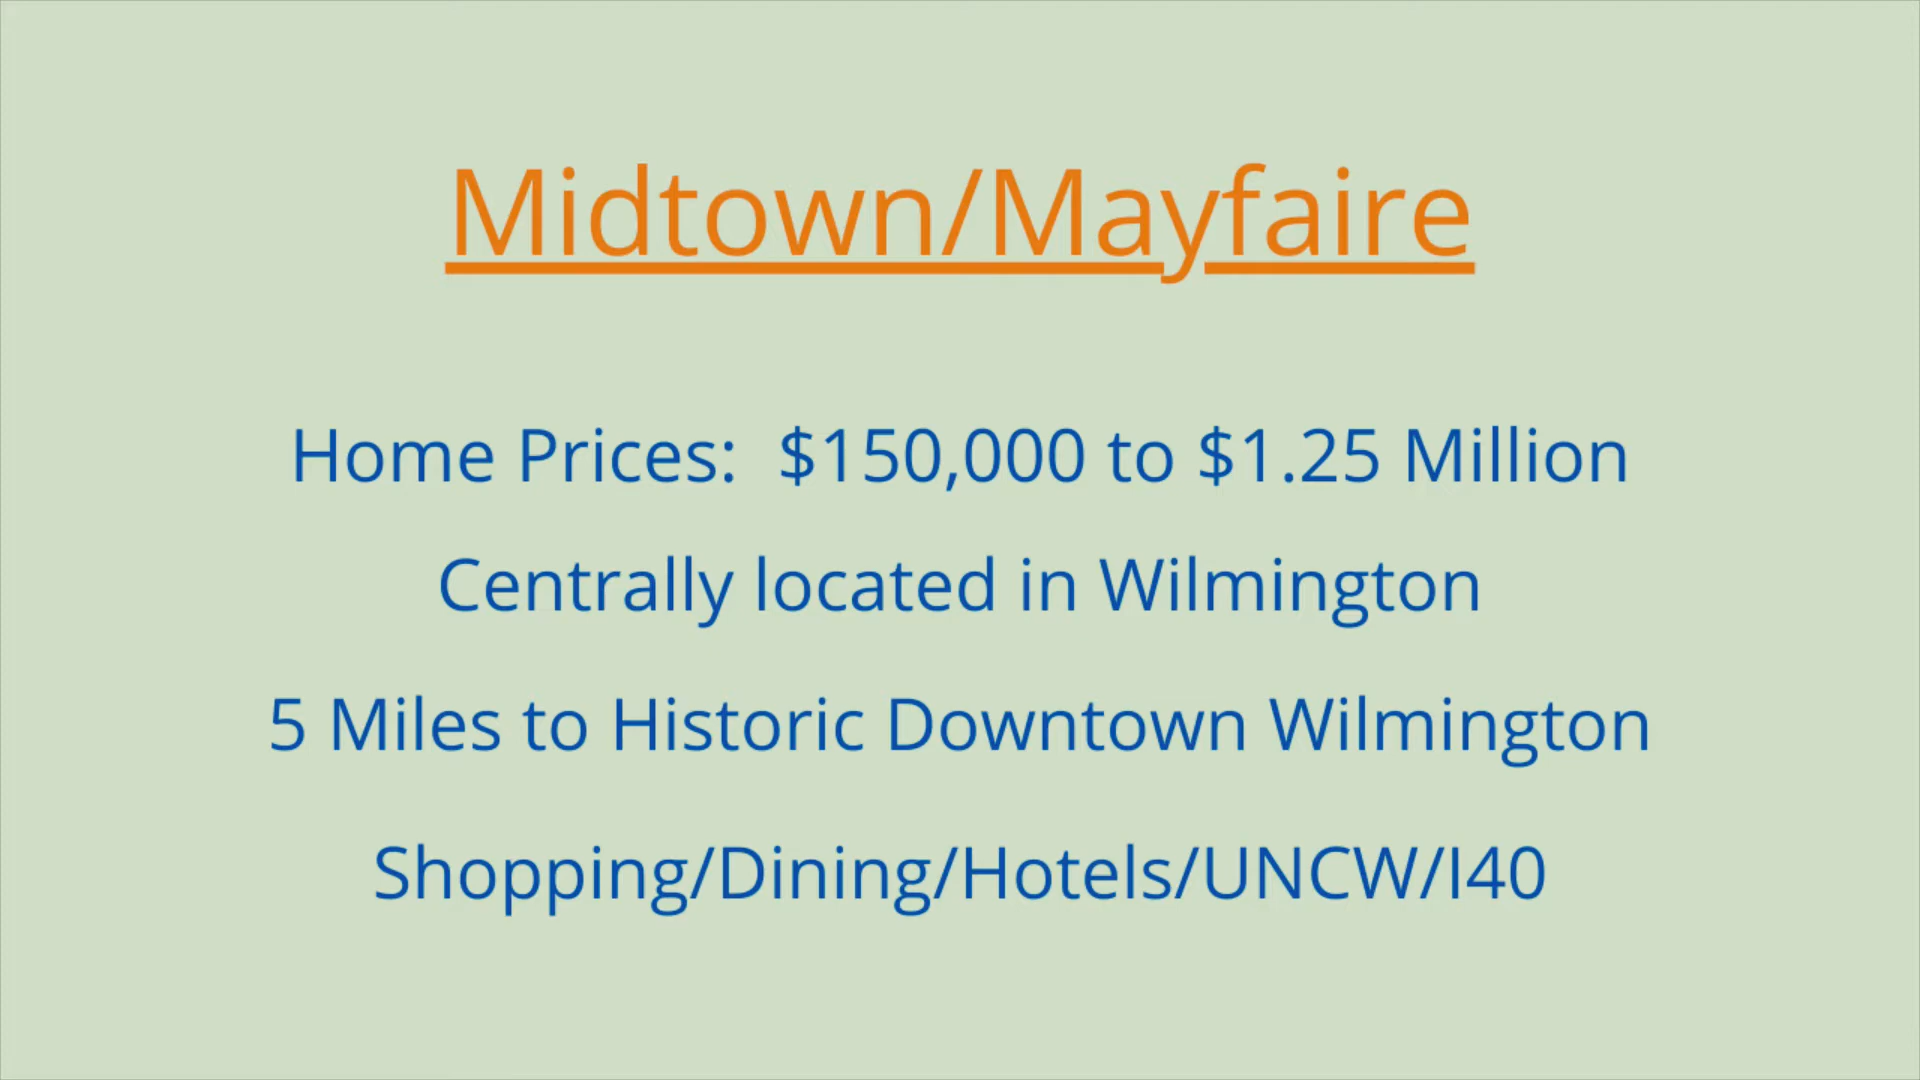 Midtown/Mayfaire
Home Prices:  $150,000 to $1.25 Million
Centrally located in Wilmington
5 Miles to Historic Downtown Wilmington
Shopping/Dining/Hotels/UNCW/I40